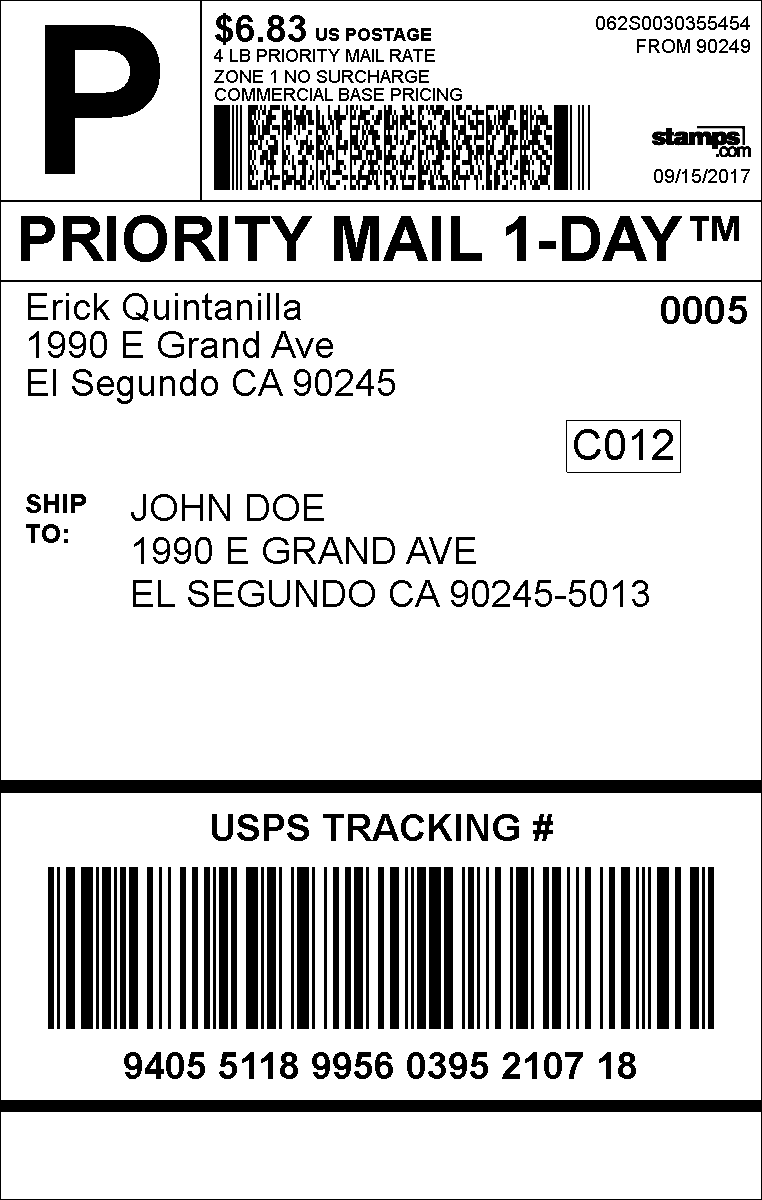 P
$6.83 US POSTAGE
4 LB PRIORITY MAIL RATE
ZONE 1 NO SURCHARGE
COMMERCIAL BASE PRICING
062S0030355454
FROM 90249
stamps
.com
09/15/2017
PRIORITY MAIL 1-DAY™
Erick Quintanilla
1990 E Grand Ave
El Segundo CA 90245
0005
C012
SHIP
TO:
JOHN DOE
1990 E GRAND AVE
EL SEGUNDO CA 90245-5013
USPS TRACKING #
9405 5118 9956 0395 2107 18